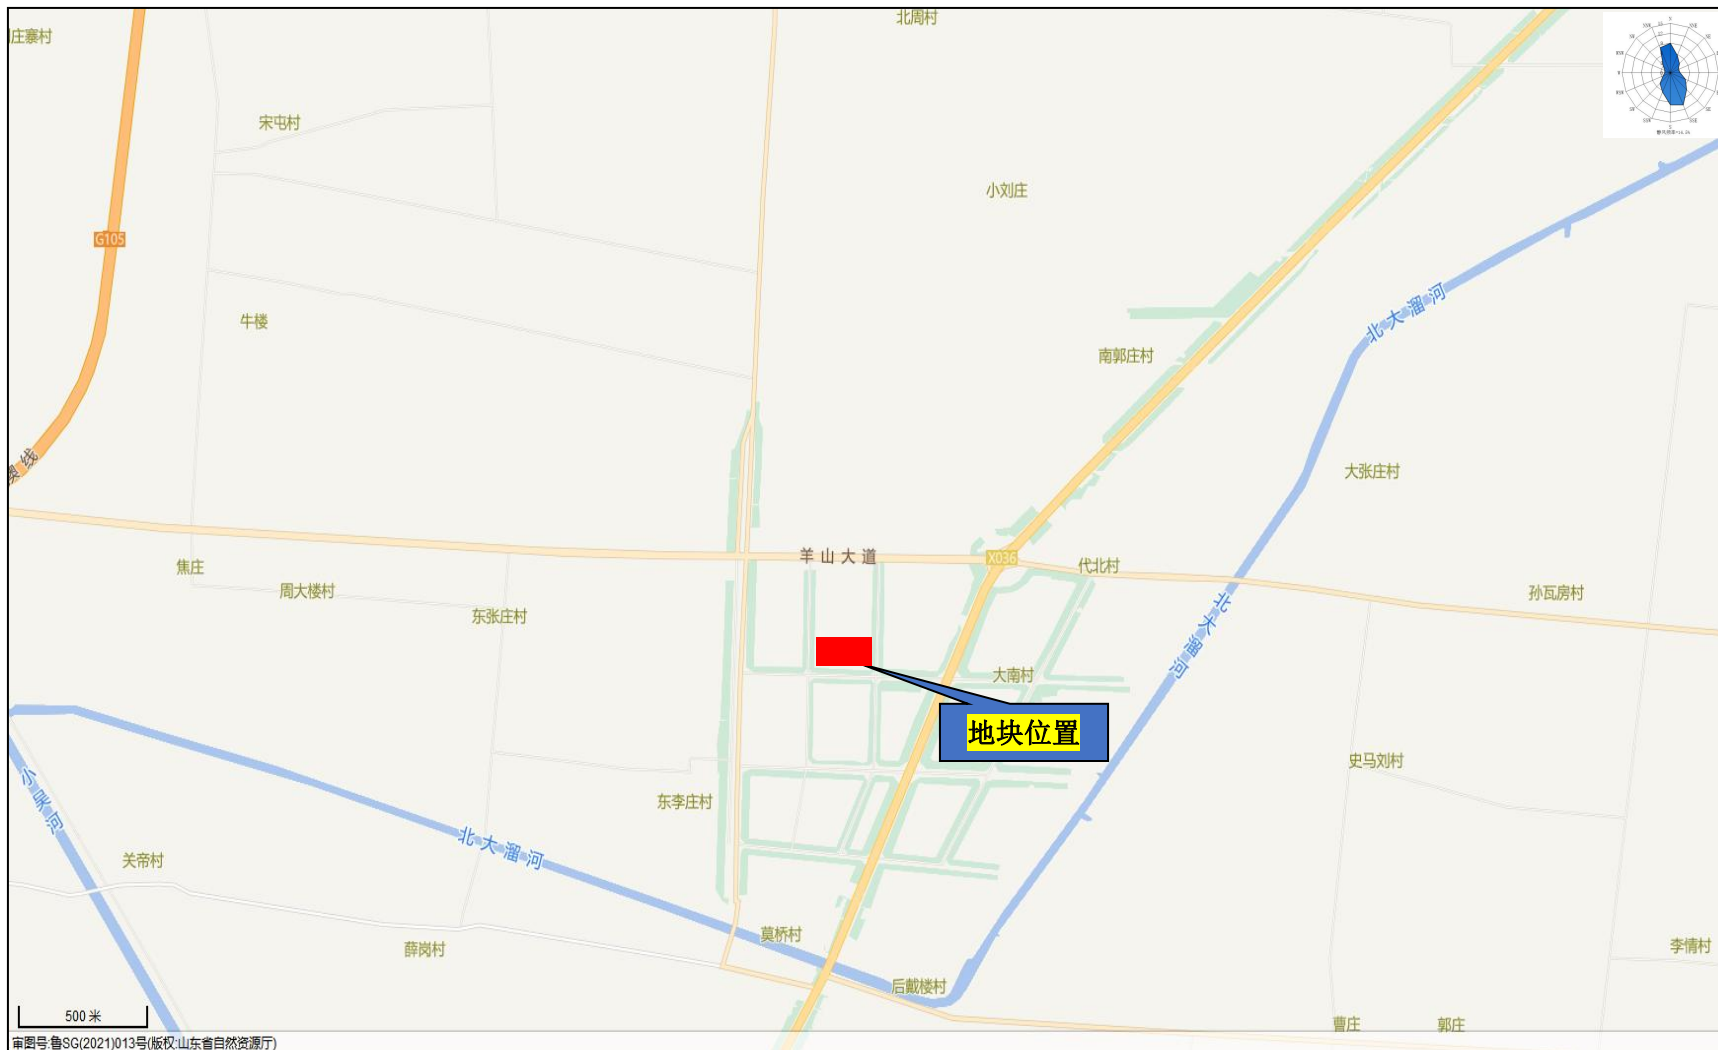 北周村
庄寨村
宋屯村
小刘庄
G105
北大溜河
牛楼
南郭庄村
澳线
大张庄村
羊山大道
X036
代北村
焦庄
周大楼村
东张庄村
孙瓦房村
北大溜河
大南村
地块位置
史马刘村
小吴河
东李庄村
北大溜河
关帝村
莫桥村
薛岗村
李情村
后戴楼村
500 米
曹庄
郭庄
审图号:鲁SG(2021)013号(版权:山东省自然资源厅)